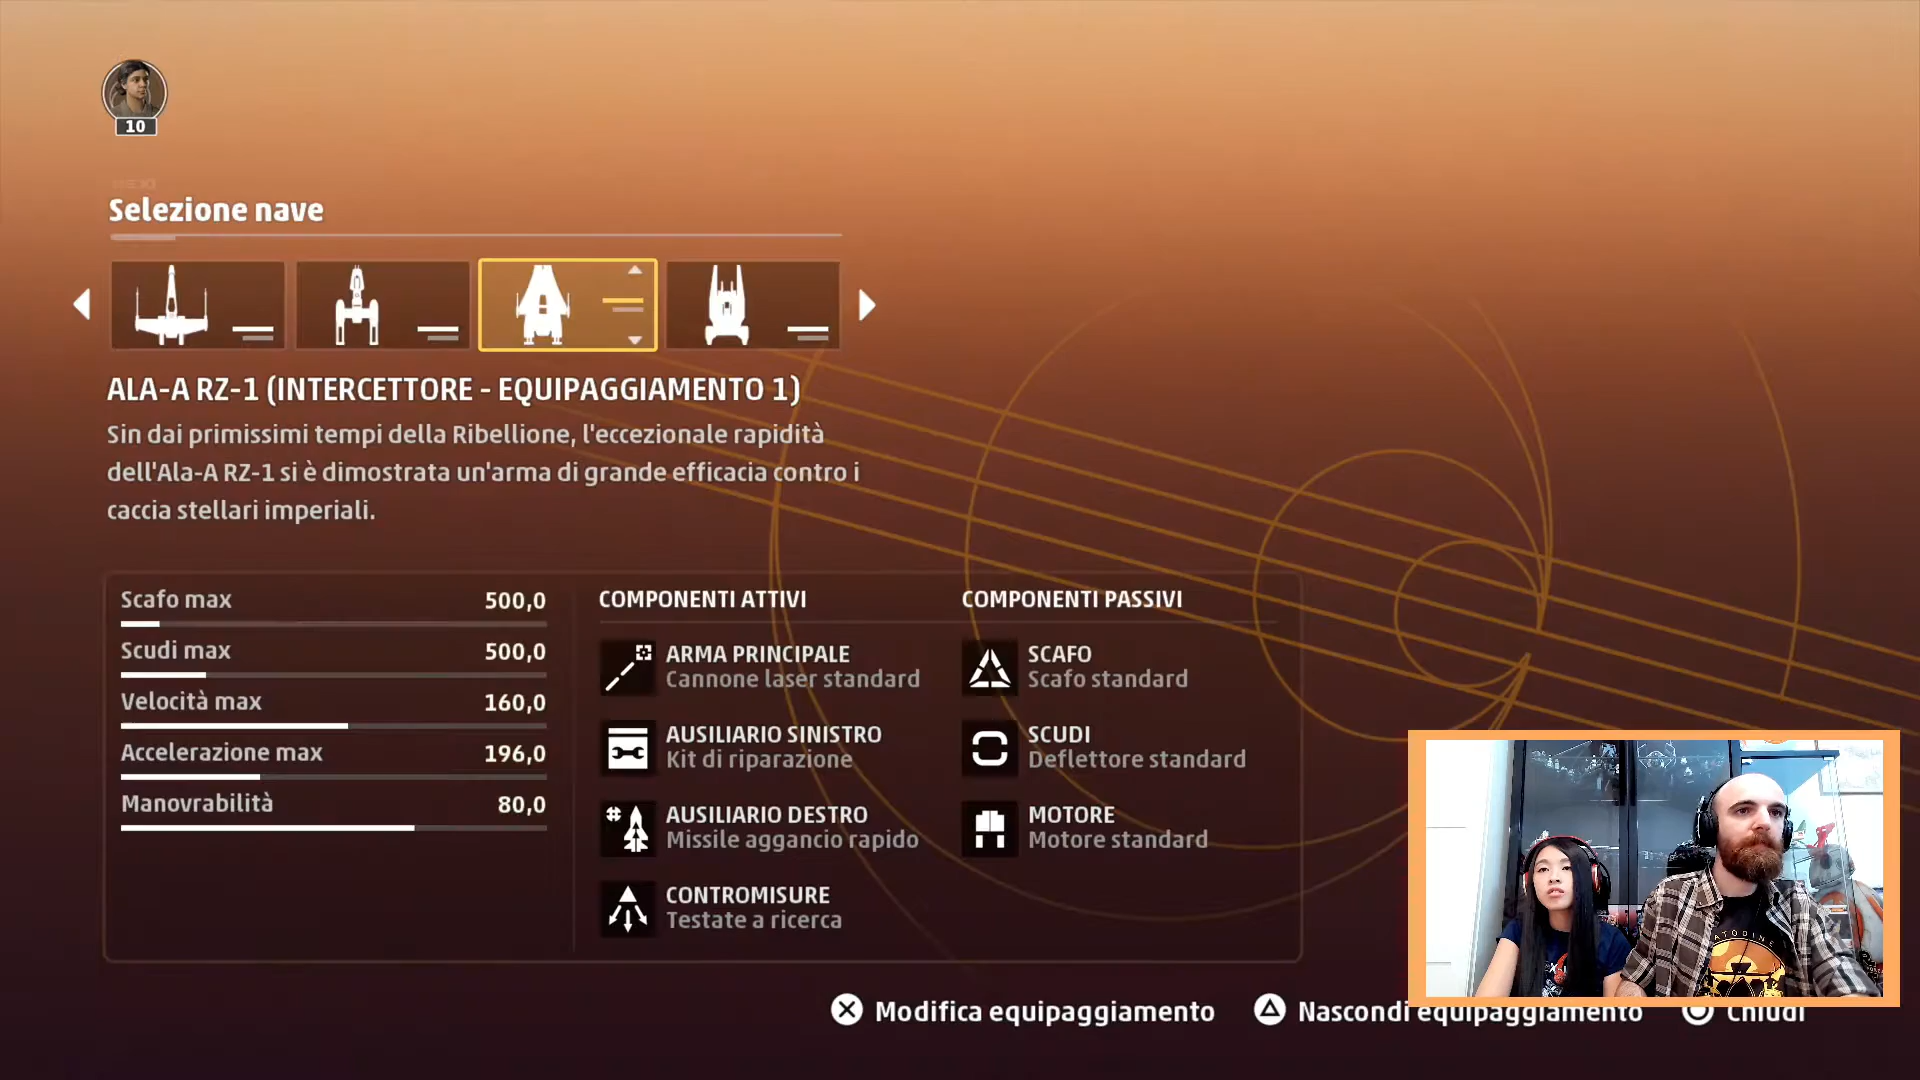 10
Selezione nave
ALA-A RZ-1 (INTERCETTORE - EQUIPAGGIAMENTO 1)
Sin dai primissimi tempi della Ribellione, l'eccezionale rapidità
dell'Ala-A RZ-1 si è dimostrata un'arma di grande efficacia contro i
caccia stellari imperiali.
Scafo max 500,0
Scudi max 500,0
Velocità max 160,0
Accelerazione max 196,0
Manovrabilità 80,0
COMPONENTI ATTIVI
ARMA PRINCIPALE
Cannone laser standard
AUSILIARIO SINISTRO
Kit di riparazione
AUSILIARIO DESTRO
Missile aggancio rapido
CONTROMISURE
Testate a ricerca
COMPONENTI PASSIVI
SCAFO
Scafo standard
SCUDI
Deflettore standard
MOTORE
Motore standard
Modifica equipaggiamento
Nascondi equipaggiamento
Chiudi